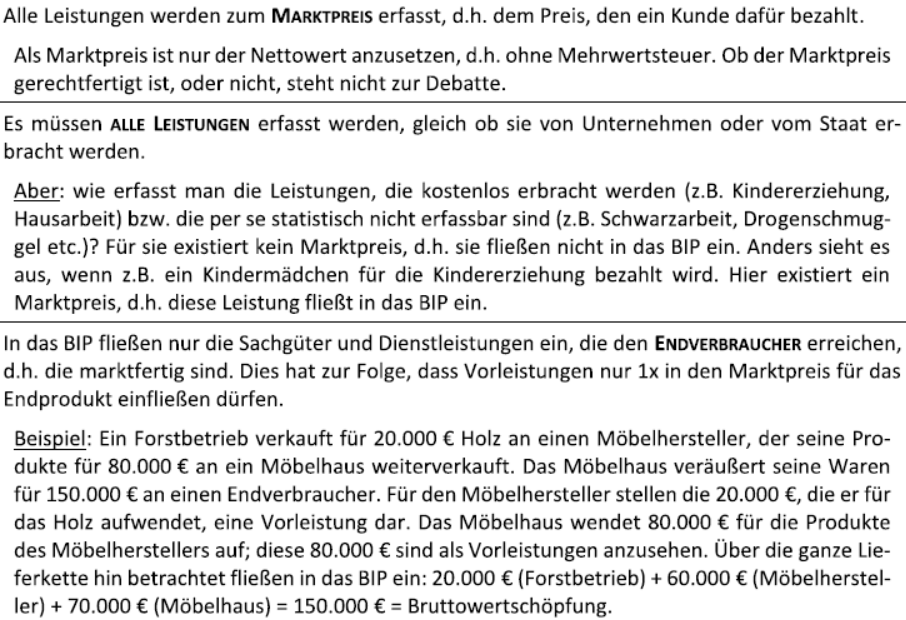 Alle Leistungen werden zum MARKTPREIS erfasst, d.h. dem Preis, den ein Kunde dafür bezahlt.
Als Marktpreis ist nur der Nettowert anzusetzen, d.h. ohne Mehrwertsteuer. Ob der Marktpreis
gerechtfertigt ist, oder nicht, steht nicht zur Debatte.
Es müssen ALLE LEISTUNGEN erfasst werden, gleich ob sie von Unternehmen oder vom Staat er-
bracht werden.
Aber: wie erfasst man die Leistungen, die kostenlos erbracht werden (z.B. Kindererziehung,
Hausarbeit) bzw. die per se statistisch nicht erfassbar sind (z.B. Schwarzarbeit, Drogenschmug-
gel etc.)? Für sie existiert kein Marktpreis, d.h. sie fließen nicht in das BIP ein. Anders sieht es
aus, wenn z.B. ein Kindermädchen für die Kindererziehung bezahlt wird. Hier existiert ein
Marktpreis, d.h. diese Leistung fließt in das BIP ein.
In das BIP fließen nur die Sachgüter und Dienstleistungen ein, die den ENDVERBRAUCHER erreichen,
d.h. die marktfertig sind. Dies hat zur Folge, dass Vorleistungen nur 1x in den Marktpreis für das
Endprodukt einfließen dürfen.
Beispiel: Ein Forstbetrieb verkauft für 20.000 € Holz an einen Möbelhersteller, der seine Pro-
dukte für 80.000 € an ein Möbelhaus weiterverkauft. Das Möbelhaus veräußert seine Waren
für 150.000 € an einen Endverbraucher. Für den Möbelhersteller stellen die 20.000 €, die er für
das Holz aufwendet, eine Vorleistung dar. Das Möbelhaus wendet 80.000 € für die Produkte
des Möbelherstellers auf; diese 80.000 € sind als Vorleistungen anzusehen. Über die ganze Lie-
ferkette hin betrachtet fließen in das BIP ein: 20.000 € (Forstbetrieb) + 60.000 € (Möbelherstel-
ler) + 70.000 € (Möbelhaus) = 150.000 € = Bruttowertschöpfung.